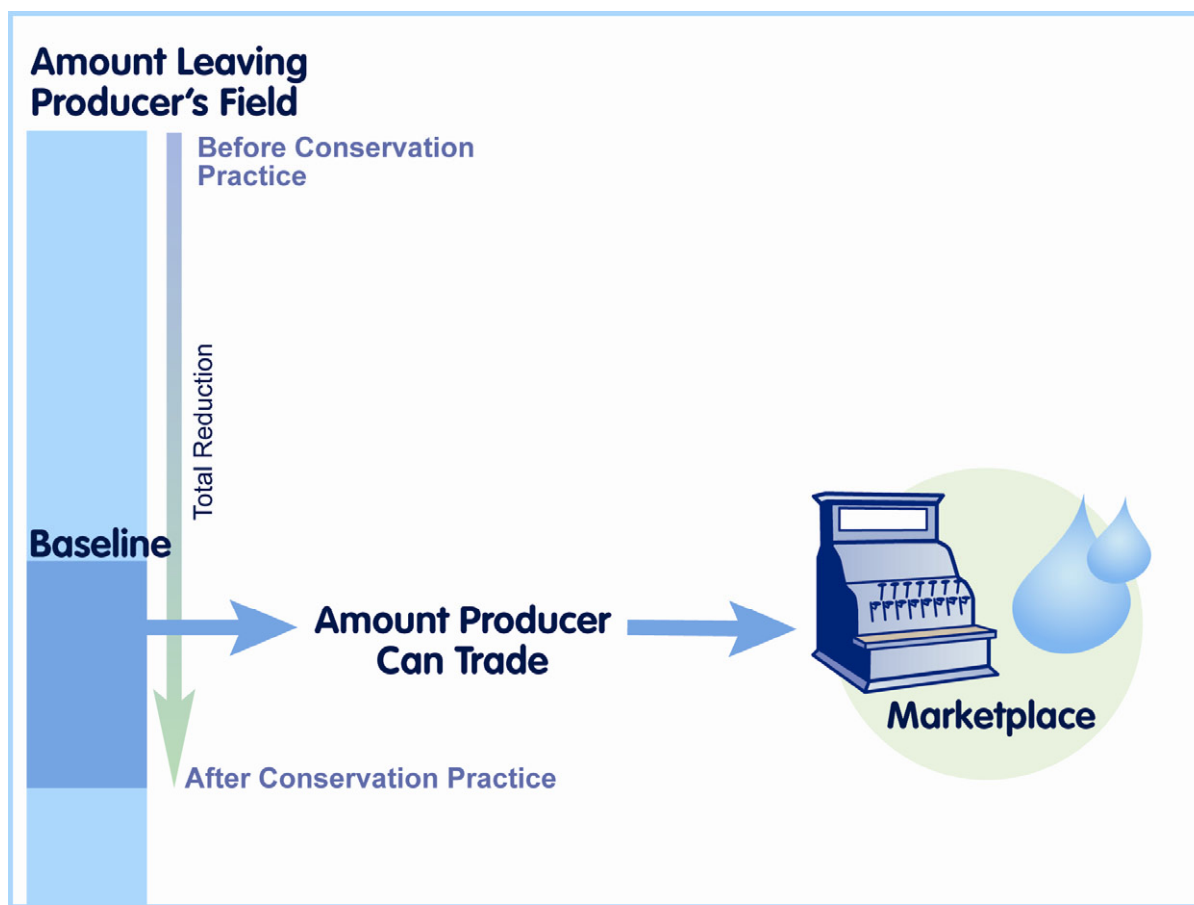 Amount Leaving
Producer's Field
Before Conservation
Practice
Total Reduction
Baseline
Amount Producer
Can Trade
Marketplace
After Conservation Practice